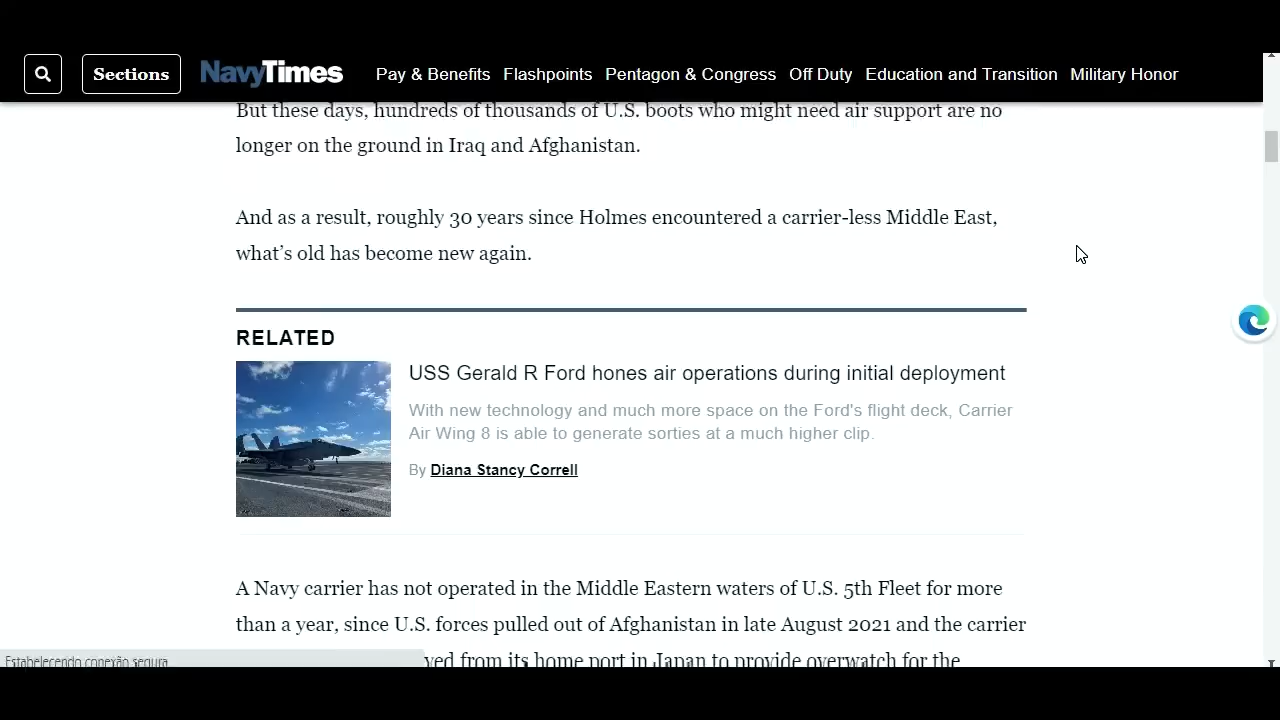 Sections NavyTimes Pay & Benefits Flashpoints Pentagon & Congress Off Duty Education and Transition Military Honor
But these days, hundreds of thousands of U.S. boots who might need air support are no
longer on the ground in Iraq and Afghanistan.
And as a result, roughly 30 years since Holmes encountered a carrier-less Middle East,
what’s old has become new again.
RELATED
USS Gerald R Ford hones air operations during initial deployment
With new technology and much more space on the Ford's flight deck, Carrier
Air Wing 8 is able to generate sorties at a much higher clip.
By Diana Stancy Correll
A Navy carrier has not operated in the Middle Eastern waters of U.S. 5th Fleet for more
than a year, since U.S. forces pulled out of Afghanistan in late August 2021 and the carrier
from its home port in Japan to provide overwatch for the
Estabelecendo conexão segura